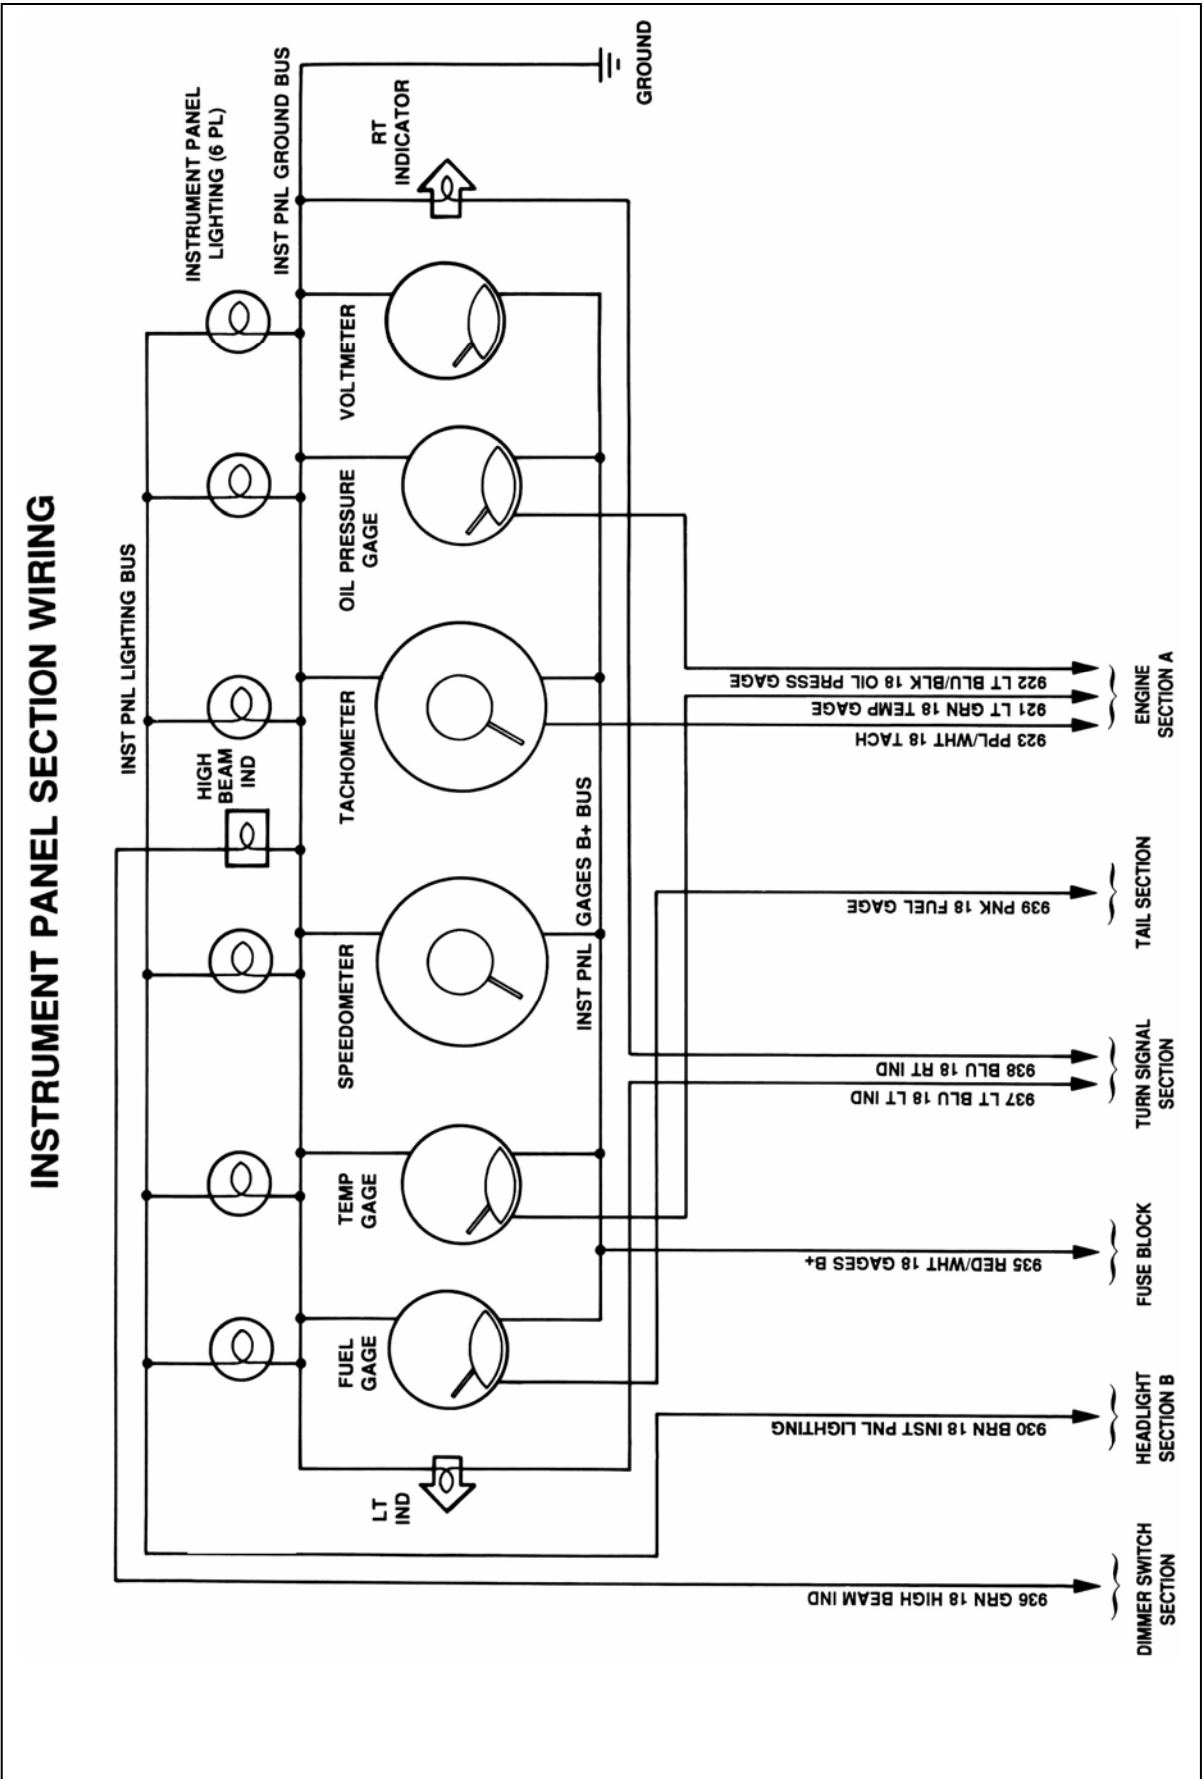 INSTRUMENT PANEL SECTION WIRING
INSTRUMENT PANEL
LIGHTING (6 PL)
INST PNL LIGHTING BUS
HIGH
BEAM
IND
INST PNL GROUND BUS
LT
IND
FUEL
GAGE
TEMP
GAGE
SPEEDOMETER
TACHOMETER
OIL PRESSURE
GAGE
VOLTMETER
RT
INDICATOR
INST PNL GAGES B+ BUS
GROUND
936 GRN 18 HIGH BEAM IND
930 BRN 18 INST PNL LIGHTING
935 RED/WHT 18 GAGES B+
937 LT BLU 18 LT IND
938 BLU 18 RT IND
939 PNK 18 FUEL GAGE
923 PPL/WHT 18 TACH
921 LT GRN 18 TEMP GAGE
922 LT BLU/BLK 18 OIL PRESS GAGE
DIMMER SWITCH
SECTION
HEADLIGHT
SECTION B
FUSE BLOCK
TURN SIGNAL
SECTION
TAIL SECTION
ENGINE
SECTION A